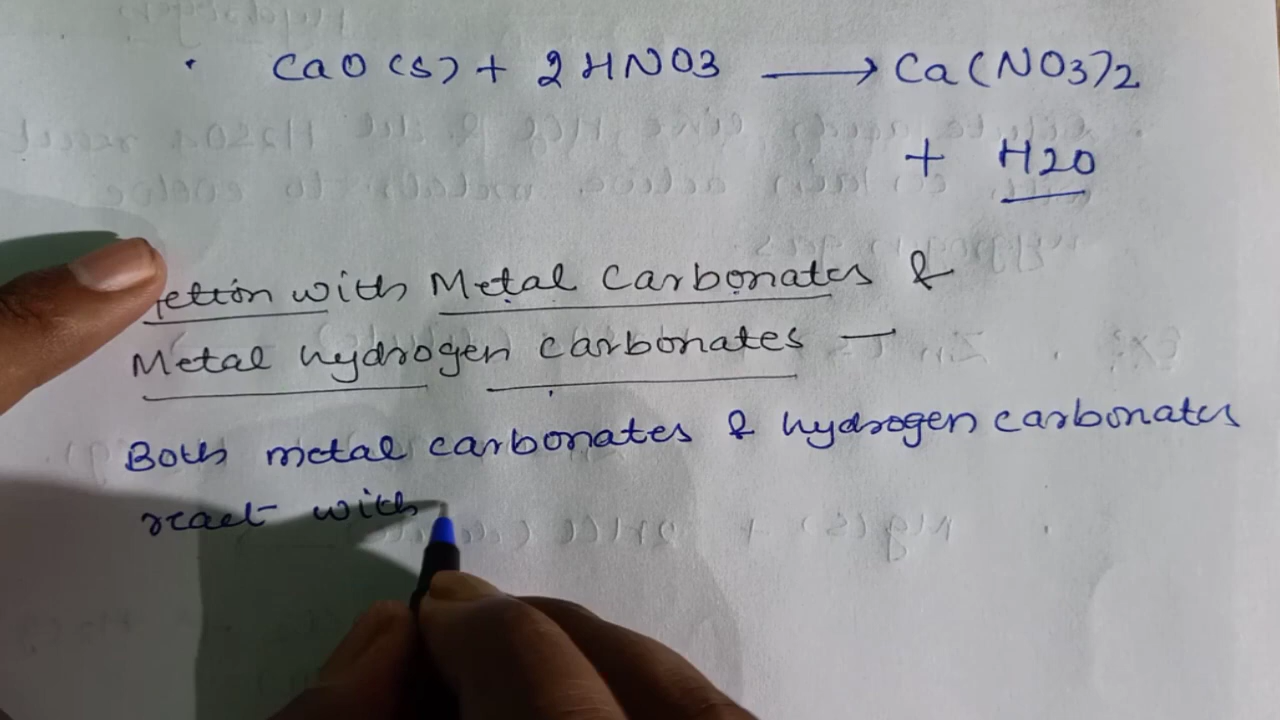 . CaO(s) + 2HNO3 ⟶ Ca(NO3)2
+ H2O
with Metal Carbonates &
Metal hydrogen carbonates —
Both metal carbonates & hydrogen carbonates
react with